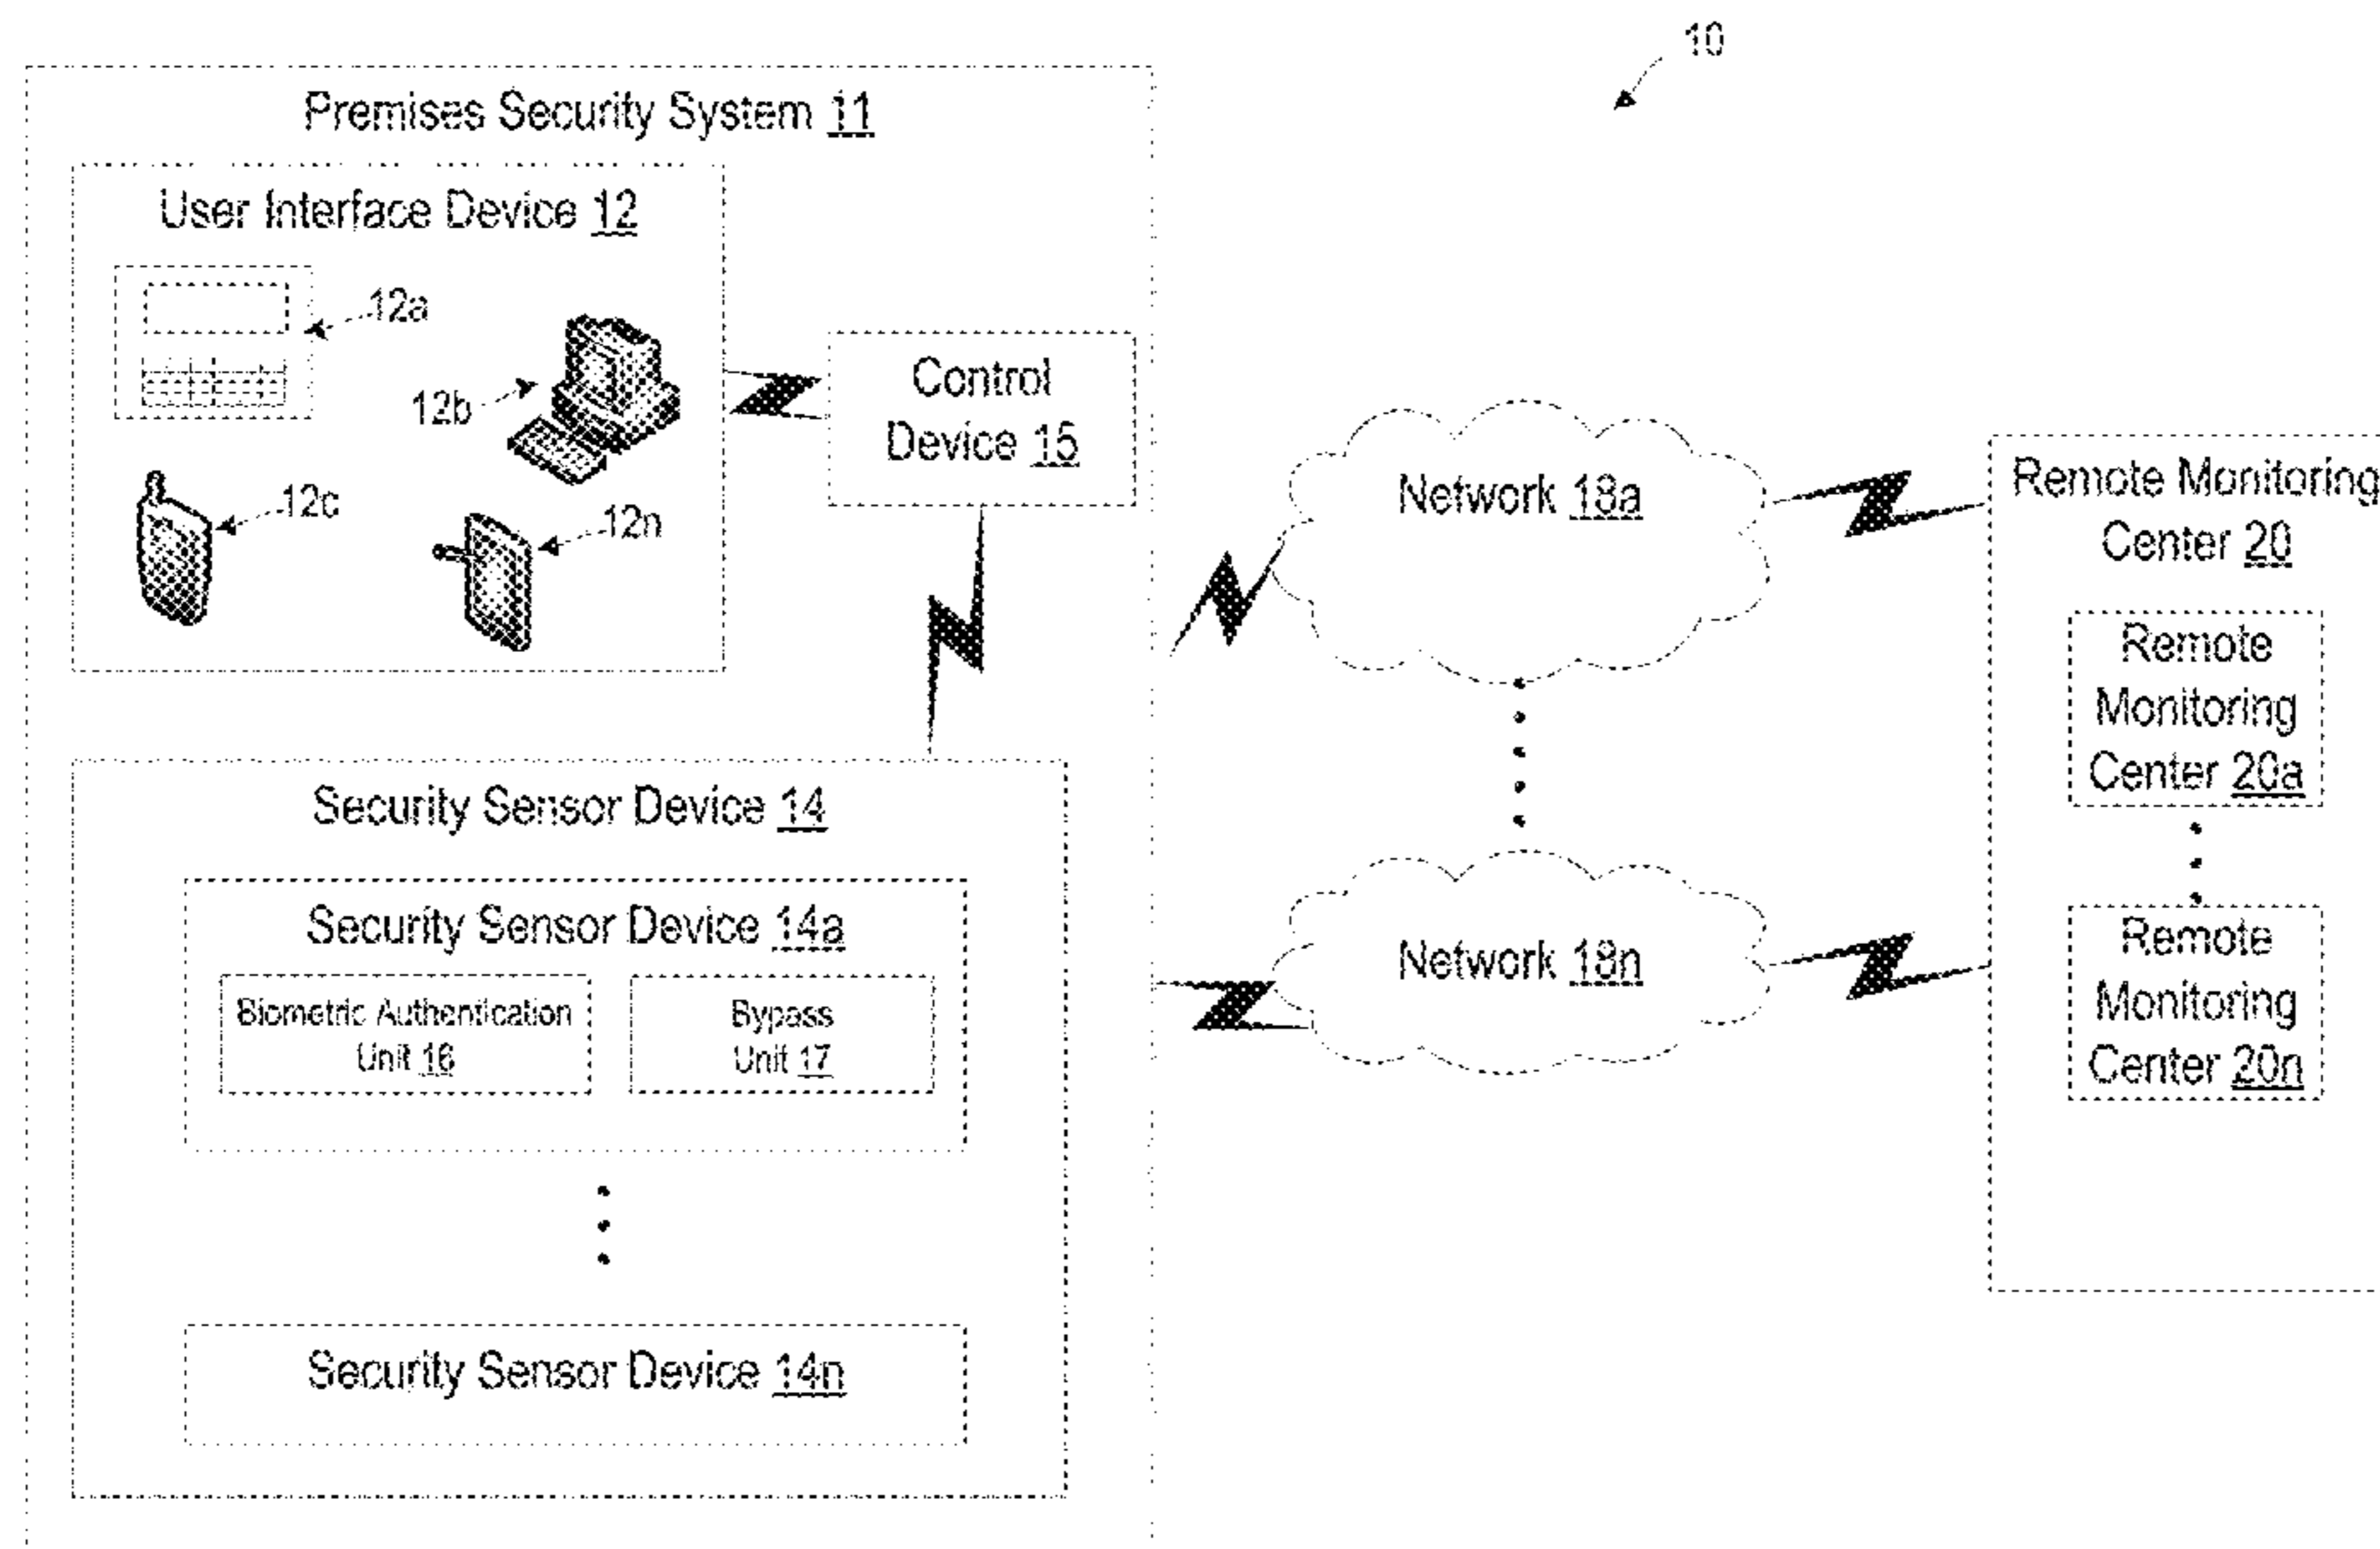 10
Premises Security System 11
User Interface Device 12
12a
12b
12c
12n
Control
Device 15
Security Sensor Device 14
Security Sensor Device 14a
Biometric Authentication
Unit 16
Bypass
Unit 17
Security Sensor Device 14n
Network 18a
Network 18n
Remote Monitoring
Center 20
Remote
Monitoring
Center 20a
Remote
Monitoring
Center 20n